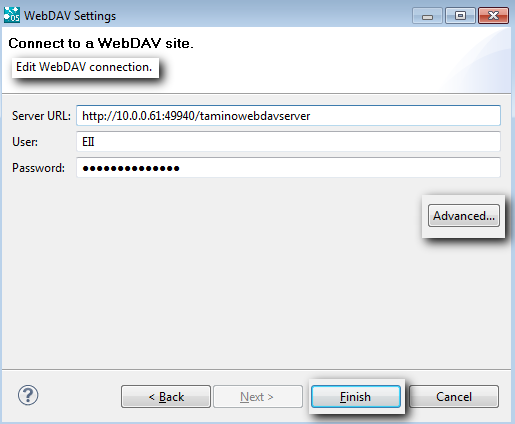 WebDAV Settings
Connect to a WebDAV site.
Edit WebDAV connection.
Server URL: http://10.0.0.61:49940/taminowebdavserver
User: EII
Password: ●●●●●●●●●●●●●●
Advanced...
< Back Next > Finish Cancel